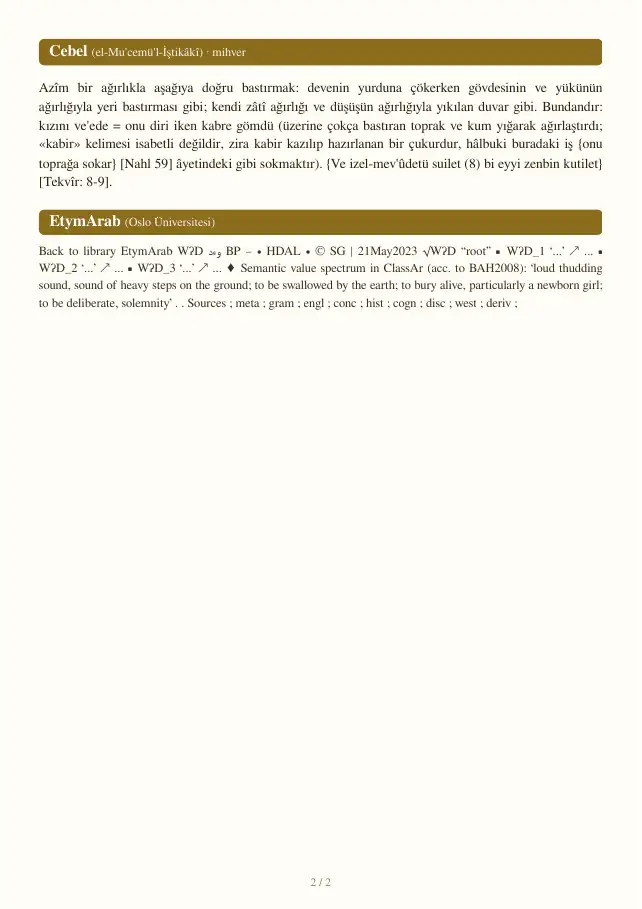 Cebel (el-Mu'cemü'l-İştikâkî) · mihver
Azîm bir ağırlıkla aşağıya doğru bastırmak: devenin yurduna çökerken gövdesinin ve yükünün
ağırlığıyla yeri bastırması gibi; kendi zâtî ağırlığı ve düşüşün ağırlığıyla yıkılan duvar gibi. Bundandır:
kızını ve'ede = onu diri iken kabre gömdü (üzerine çokça bastıran toprak ve kum yığarak ağırlaştırdı;
«kabir» kelimesi isabetli değildir, zira kabir kazılıp hazırlanan bir çukurdur, hâlbuki buradaki iş {onu
toprağa sokar} [Nahl 59] âyetindeki gibi sokmaktır). {Ve izel-mev'ûdetü suilet (8) bi eyyi zenbin kutilet}
[Tekvîr: 8-9].
EtymArab (Oslo Üniversitesi)
Back to library EtymArab WʔD وءد BP – • HDAL • © SG | 21May2023 √WʔD “root” ▪ WʔD_1 ‘...’ ↗ ... ▪
WʔD_2 ‘...’ ↗ ... ▪ WʔD_3 ‘...’ ↗ ... ♦ Semantic value spectrum in ClassAr (acc. to BAH2008): ‘loud thudding
sound, sound of heavy steps on the ground; to be swallowed by the earth; to bury alive, particularly a newborn girl;
to be deliberate, solemnity’ . . Sources ; meta ; gram ; engl ; conc ; hist ; cogn ; disc ; west ; deriv ;
2 / 2